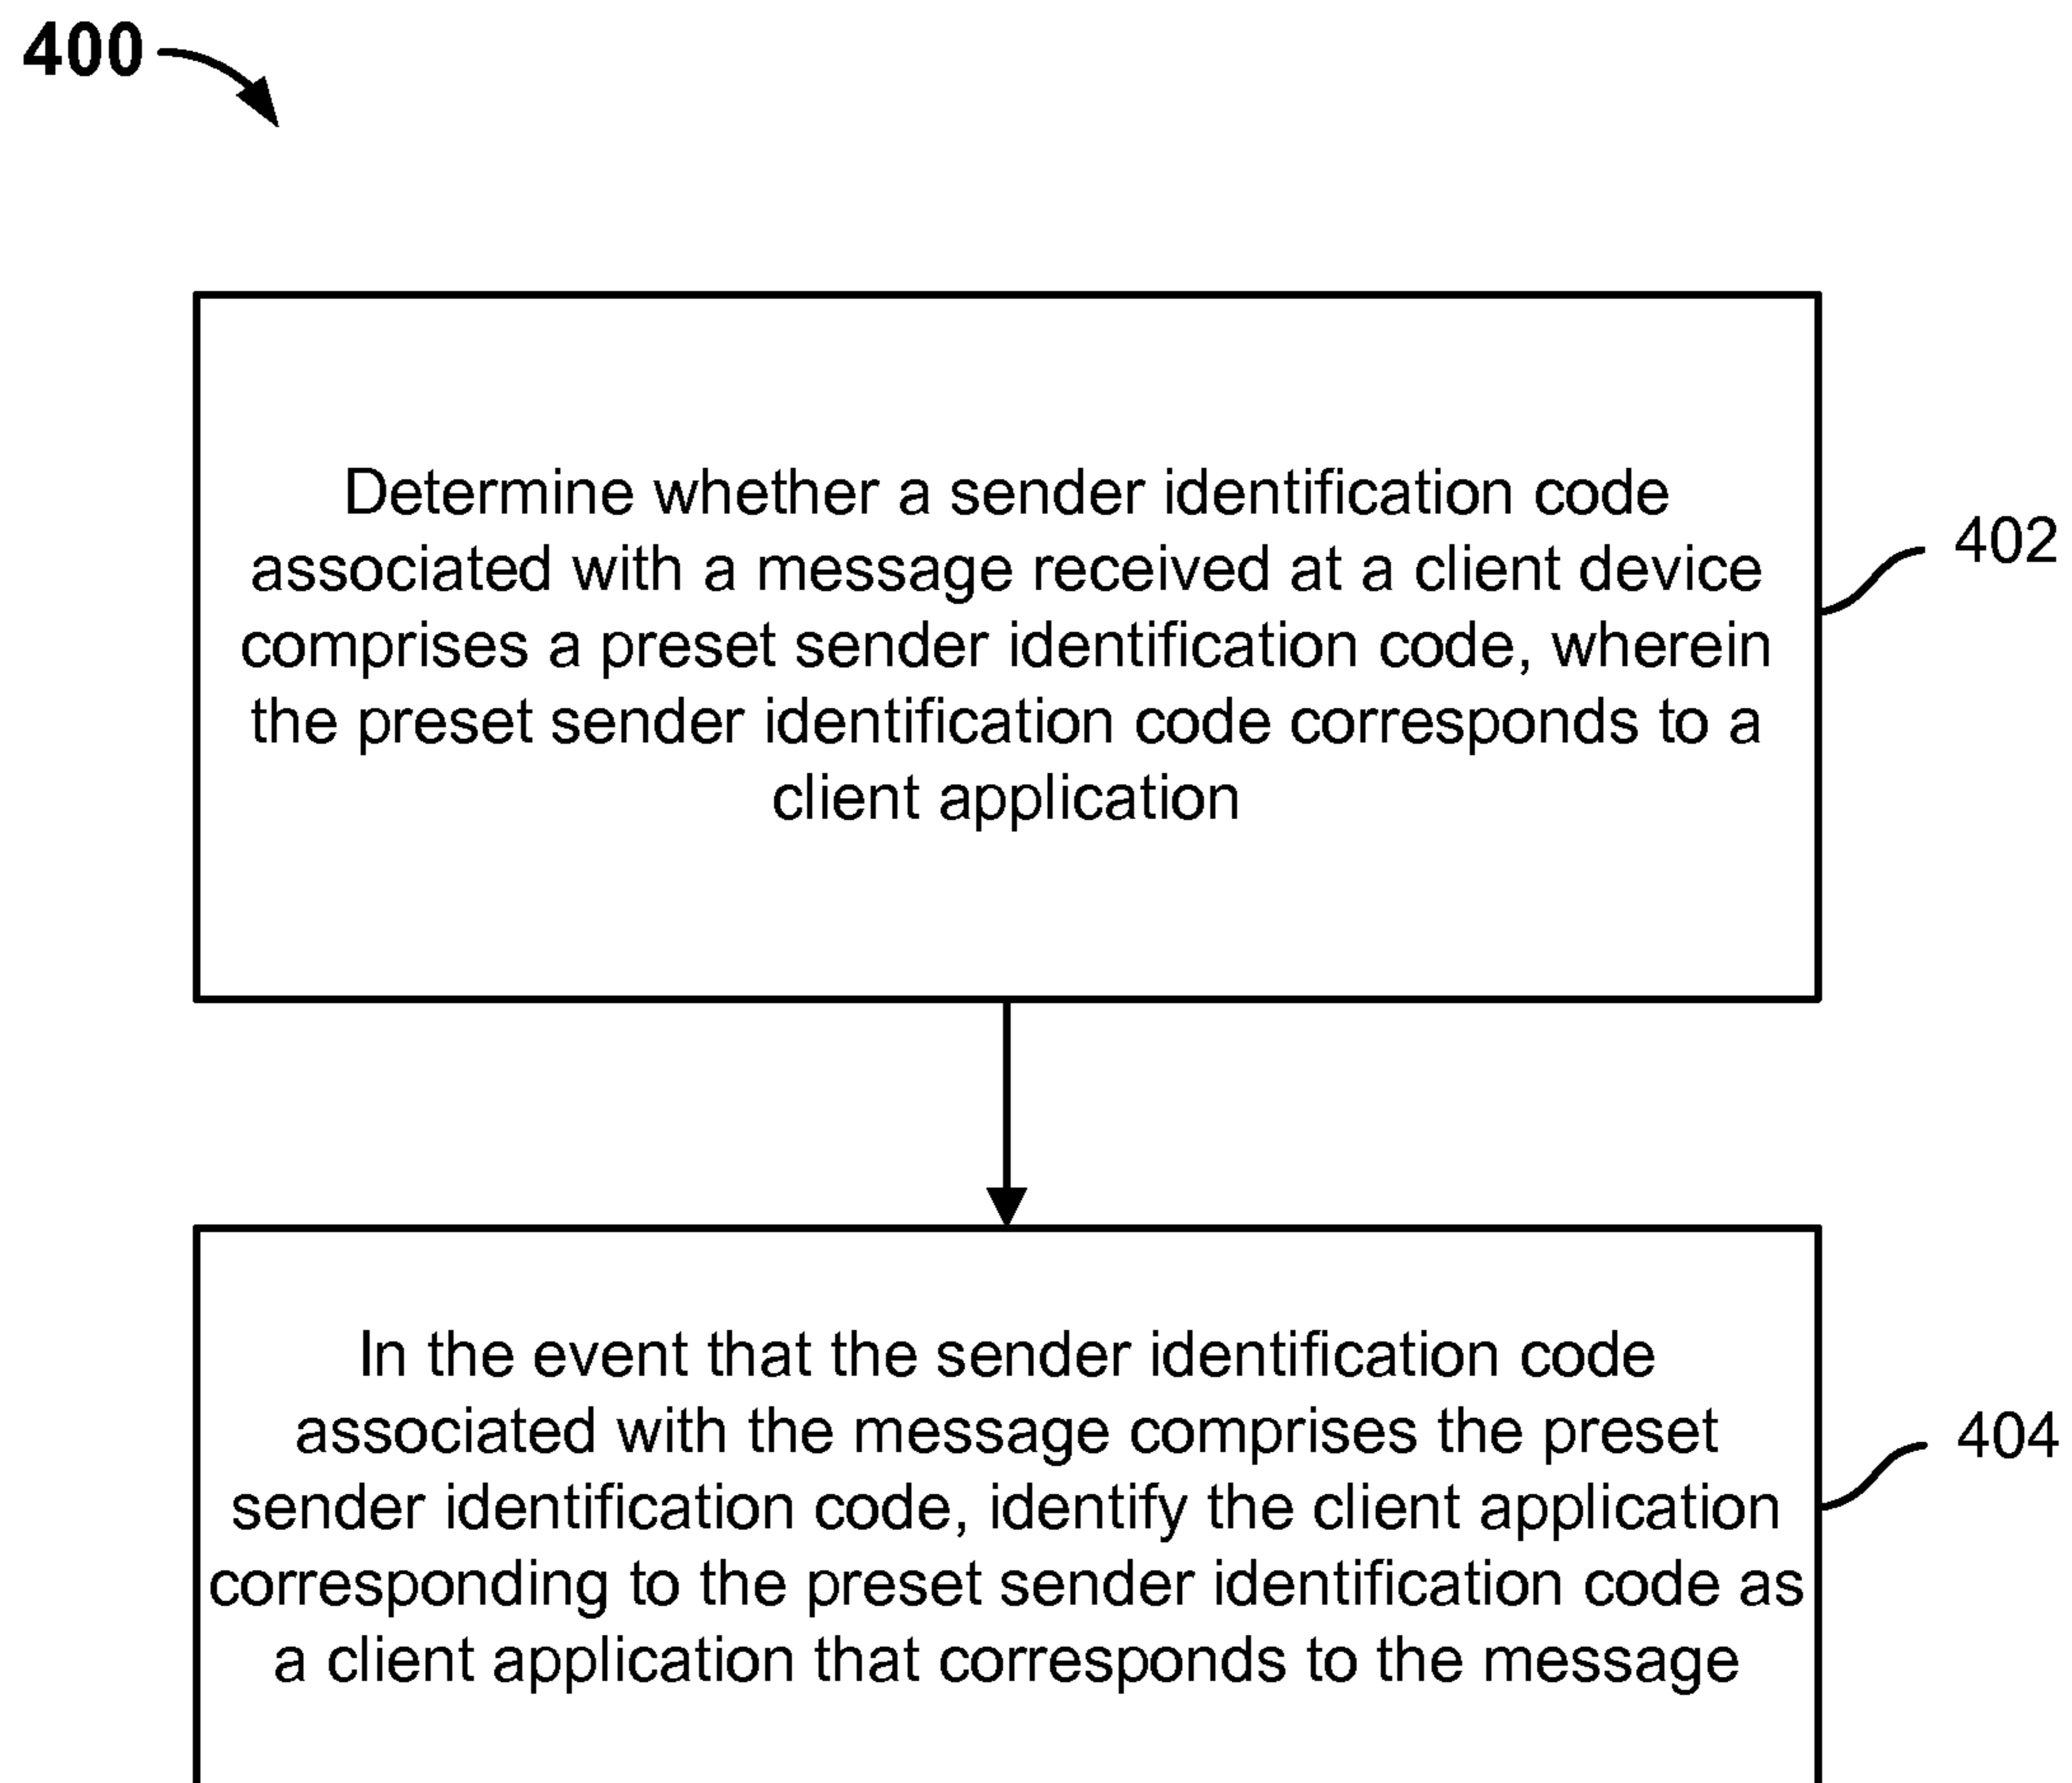 400
Determine whether a sender identification code
associated with a message received at a client device
comprises a preset sender identification code, wherein
the preset sender identification code corresponds to a
client application
402
In the event that the sender identification code
associated with the message comprises the preset
sender identification code, identify the client application
corresponding to the preset sender identification code as
a client application that corresponds to the message
404